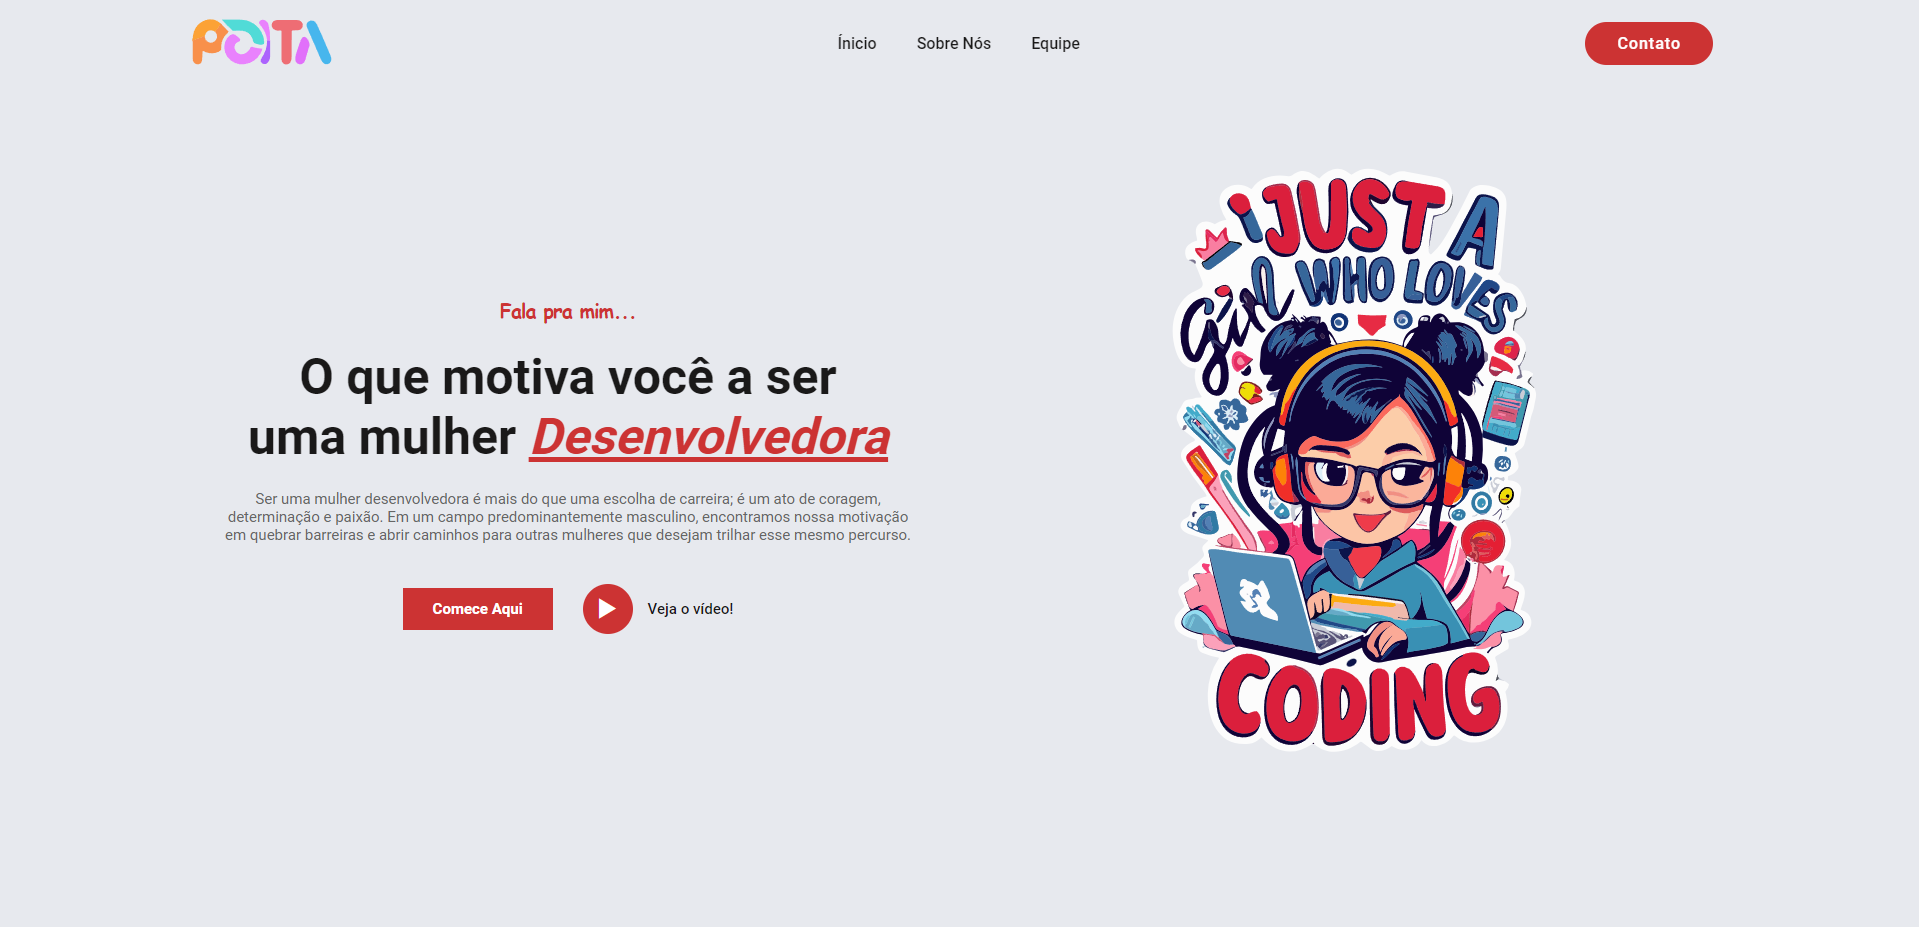 POITA
Ínicio
Sobre Nós
Equipe
Contato
Fala pra mim...
O que motiva você a ser
uma mulher Desenvolvedora
Ser uma mulher desenvolvedora é mais do que uma escolha de carreira; é um ato de coragem,
determinação e paixão. Em um campo predominantemente masculino, encontramos nossa motivação
em quebrar barreiras e abrir caminhos para outras mulheres que desejam trilhar esse mesmo percurso.
Comece Aqui
Veja o vídeo!
JUST A
Girl WHO LOVES
CODING